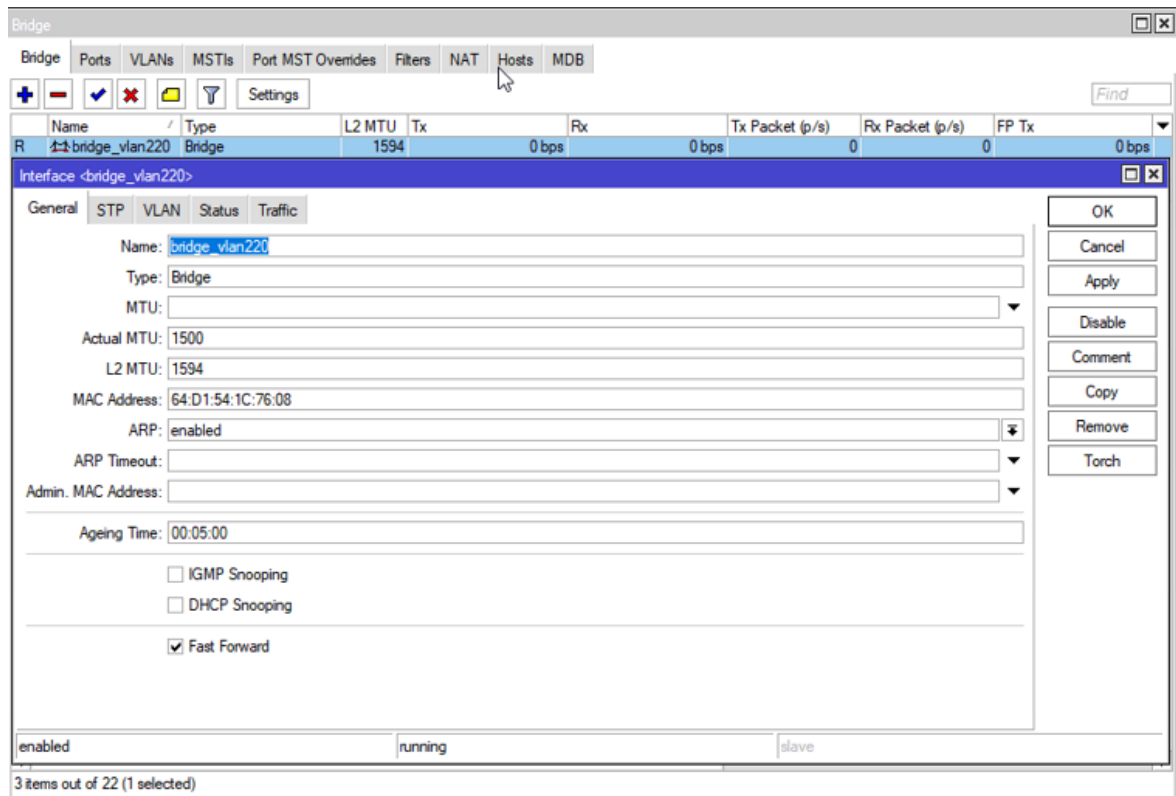 Bridge
Bridge Ports VLANs MSTIs Port MST Overrides Filters NAT Hosts MDB
Settings Find
Name Type L2 MTU Tx Rx Tx Packet (p/s) Rx Packet (p/s) FP Tx
R bridge_vlan220 Bridge 1594 0 bps 0 bps 0 0 0 bps
Interface <bridge_vlan220>
General STP VLAN Status Traffic
OK
Name: bridge_vlan220
Cancel
Type: Bridge
Apply
MTU:
Disable
Actual MTU: 1500
Comment
L2 MTU: 1594
Copy
MAC Address: 64:D1:54:1C:76:08
Remove
ARP: enabled
Torch
ARP Timeout:
Admin. MAC Address:
Ageing Time: 00:05:00
IGMP Snooping
DHCP Snooping
Fast Forward
enabled running slave
3 items out of 22 (1 selected)